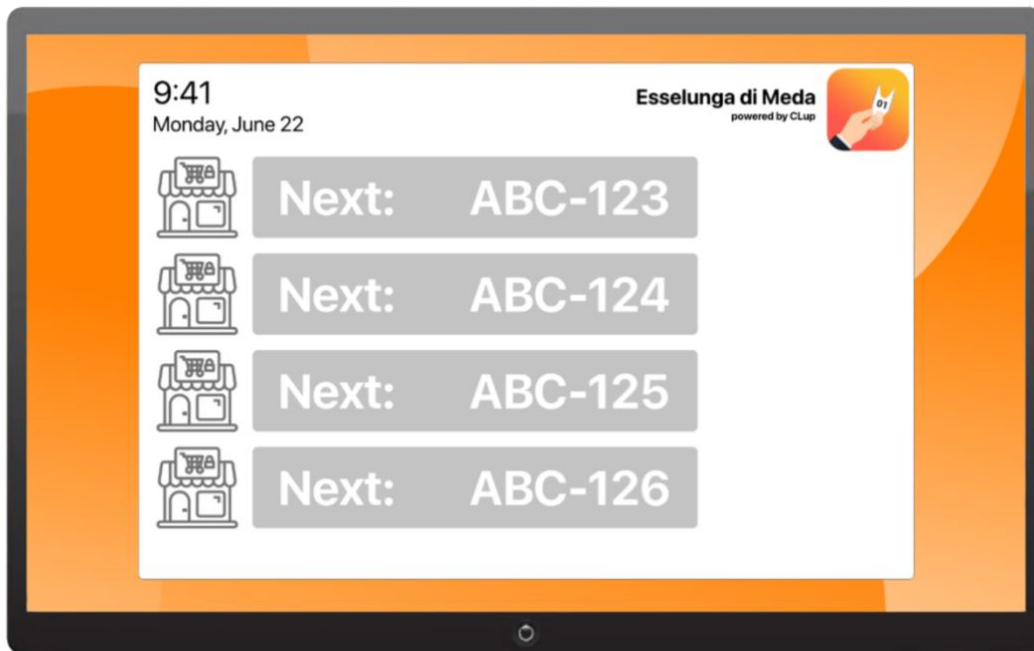 9:41
Monday, June 22
Esselunga di Meda
powered by CLup
01
Next: ABC-123
Next: ABC-124
Next: ABC-125
Next: ABC-126